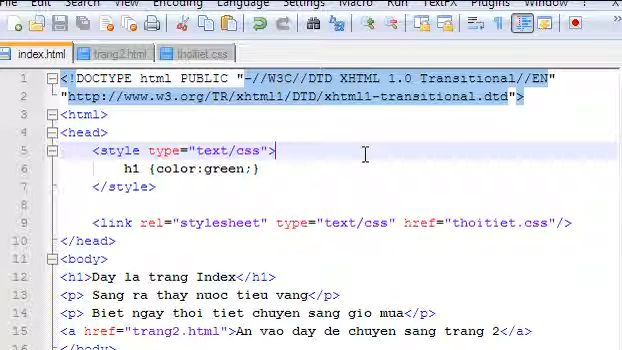 File Edit Search View Encoding Language Settings Macro Run TextFX Plugins Window ? X
index.html trang2.html thoitiet.css
1 <!DOCTYPE html PUBLIC "-//W3C//DTD XHTML 1.0 Transitional//EN"
2 "http://www.w3.org/TR/xhtml1/DTD/xhtml1-transitional.dtd">
3 <html>
4 <head>
5 <style type="text/css">
6 h1 {color:green;}
7 </style>
8
9 <link rel="stylesheet" type="text/css" href="thoitiet.css"/>
10 </head>
11 <body>
12 <h1>Day la trang Index</h1>
13 <p> Sang ra thay nuoc tieu vang</p>
14 <p> Biet ngay thoi tiet chuyen sang gio mua</p>
15 <a href="trang2.html">An vao day de chuyen sang trang 2</a>
16 </body>